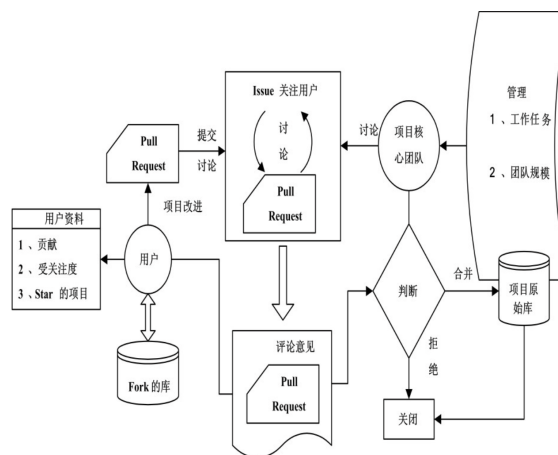 Issue 关注用户
讨
论
Pull
Request
Pull
Request
提交
讨论
项目改进
用户资料
1、贡献
2、受关注度
3、Star 的项目
用户
Fork 的库
评论意见
Pull
Request
讨论
项目核
心团队
管理
1、工作任务
2、团队规模
判断
合并
项目原
始库
拒
绝
关闭